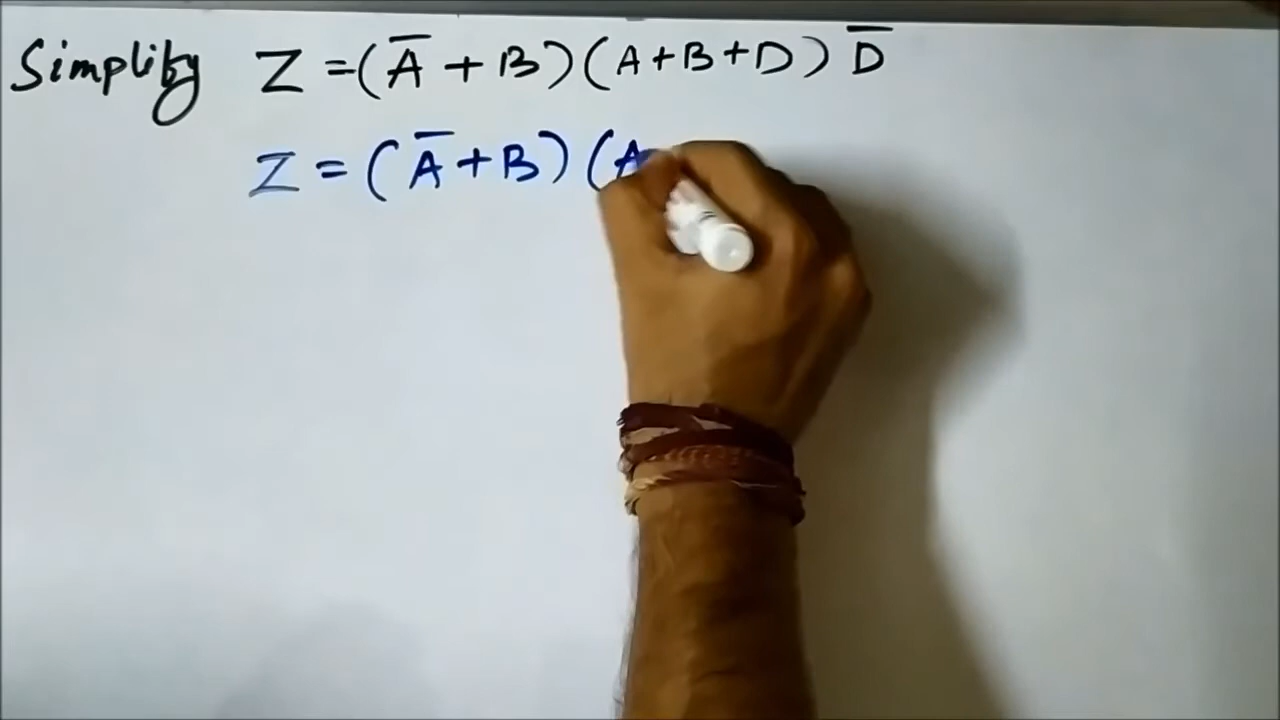 Simplify Z = (A̅ + B) (A + B + D) D̅
Z = (A̅ + B) (A